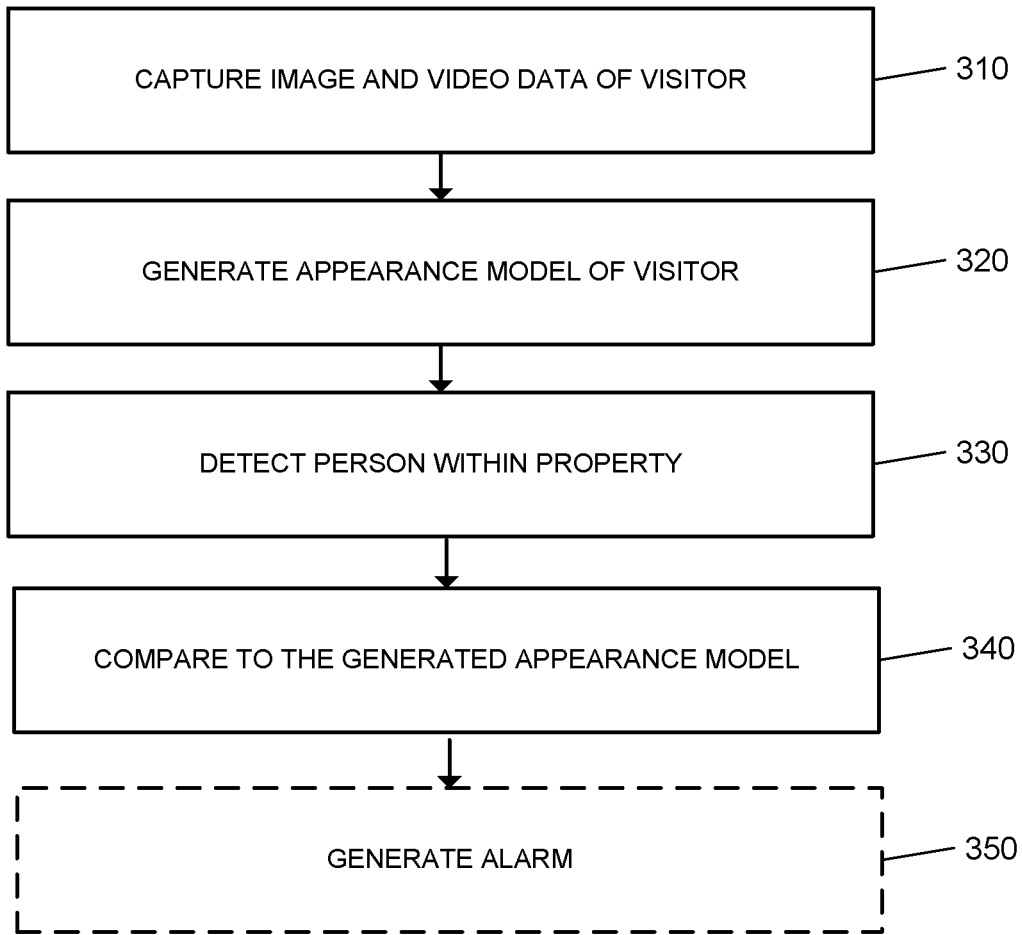 CAPTURE IMAGE AND VIDEO DATA OF VISITOR
310
GENERATE APPEARANCE MODEL OF VISITOR
320
DETECT PERSON WITHIN PROPERTY
330
COMPARE TO THE GENERATED APPEARANCE MODEL
340
GENERATE ALARM
350